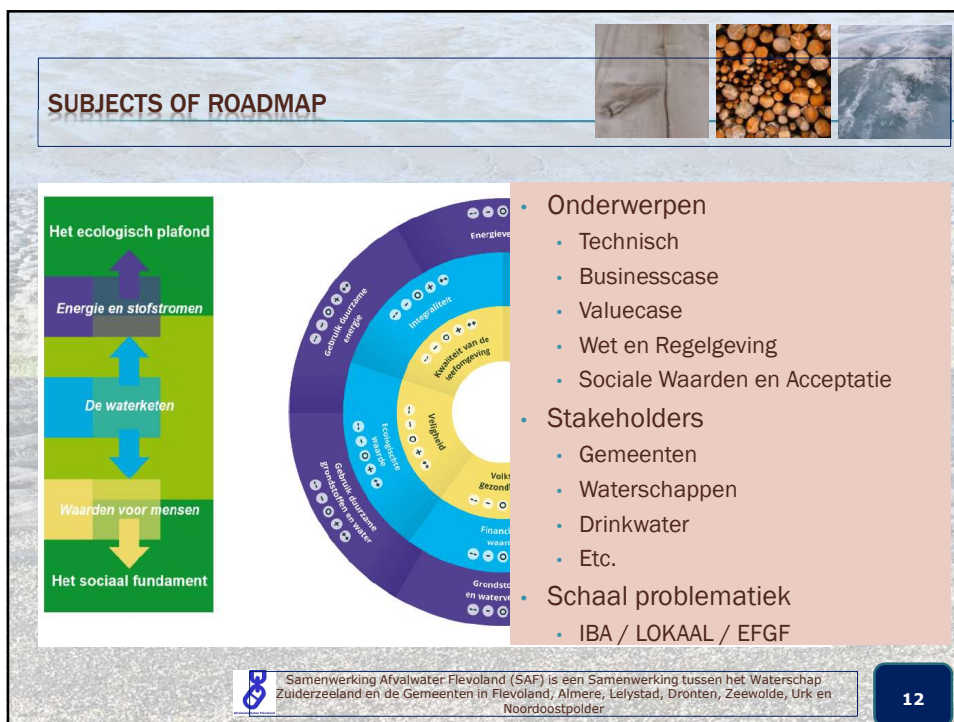 SUBJECTS OF ROADMAP
Het ecologisch plafond
Energie en stofstromen
De waterketen
Waarden voor mensen
Het sociaal fundament
Gebruik duurzame
energie
Integraliteit
Kwaliteit van de
leefomgeving
Veligheid
Ecologischte
waarde
Gebruik duurzame
grondstoffen en water
• Onderwerpen
• Technisch
• Businesscase
• Valuecase
• Wet en Regelgeving
• Sociale Waarden en Acceptatie
• Stakeholders
• Gemeenten
• Waterschappen
• Drinkwater
• Etc.
• Schaal problematiek
• IBA / LOKAAL / EFGF
Samenwerking Afvalwater Flevoland (SAF) is een Samenwerking tussen het Waterschap
Zuiderzeeland en de Gemeenten in Flevoland, Almere, Lelystad, Dronten, Zeewolde, Urk en
Noordoostpolder
12